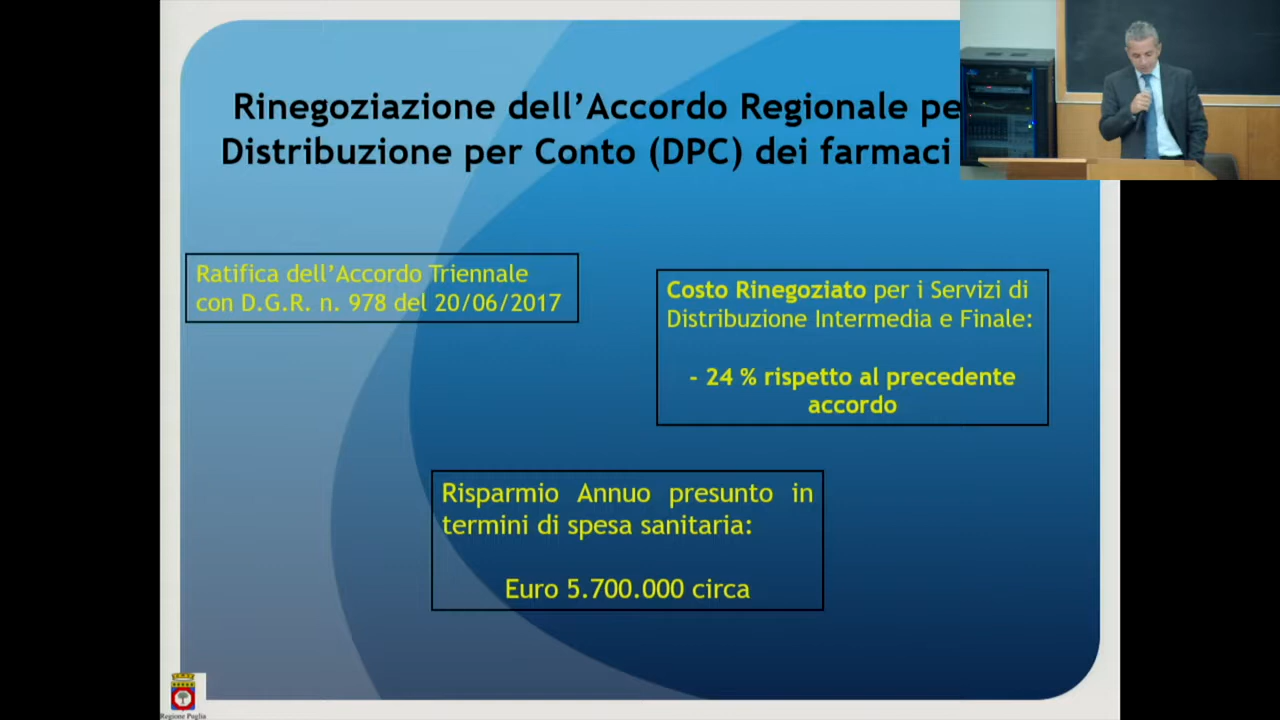 Rinegoziazione dell'Accordo Regionale
Distribuzione per Conto (DPC) dei farmaci
Ratifica dell'Accordo Triennale
con D.G.R. n. 978 del 20/06/2017
Costo Rinegoziato per i Servizi di
Distribuzione Intermedia e Finale:
- 24 % rispetto al precedente
accordo
Risparmio Annuo presunto in
termini di spesa sanitaria:
Euro 5.700.000 circa
Regione Puglia